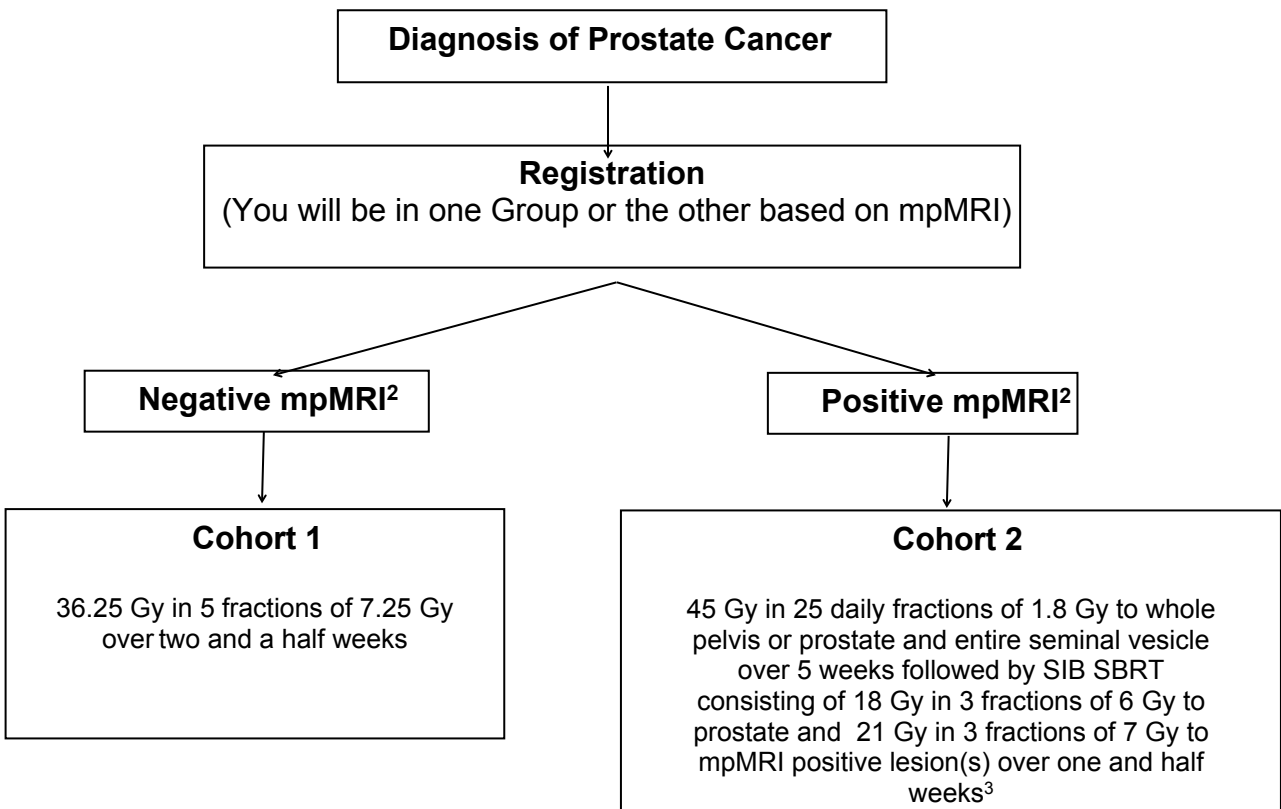 Diagnosis of Prostate Cancer
Registration
(You will be in one Group or the other based on mpMRI)
Negative mpMRI²
Positive mpMRI²
Cohort 1
36.25 Gy in 5 fractions of 7.25 Gy
over two and a half weeks
Cohort 2
45 Gy in 25 daily fractions of 1.8 Gy to whole
pelvis or prostate and entire seminal vesicle
over 5 weeks followed by SIB SBRT
consisting of 18 Gy in 3 fractions of 6 Gy to
prostate and 21 Gy in 3 fractions of 7 Gy to
mpMRI positive lesion(s) over one and half
weeks³